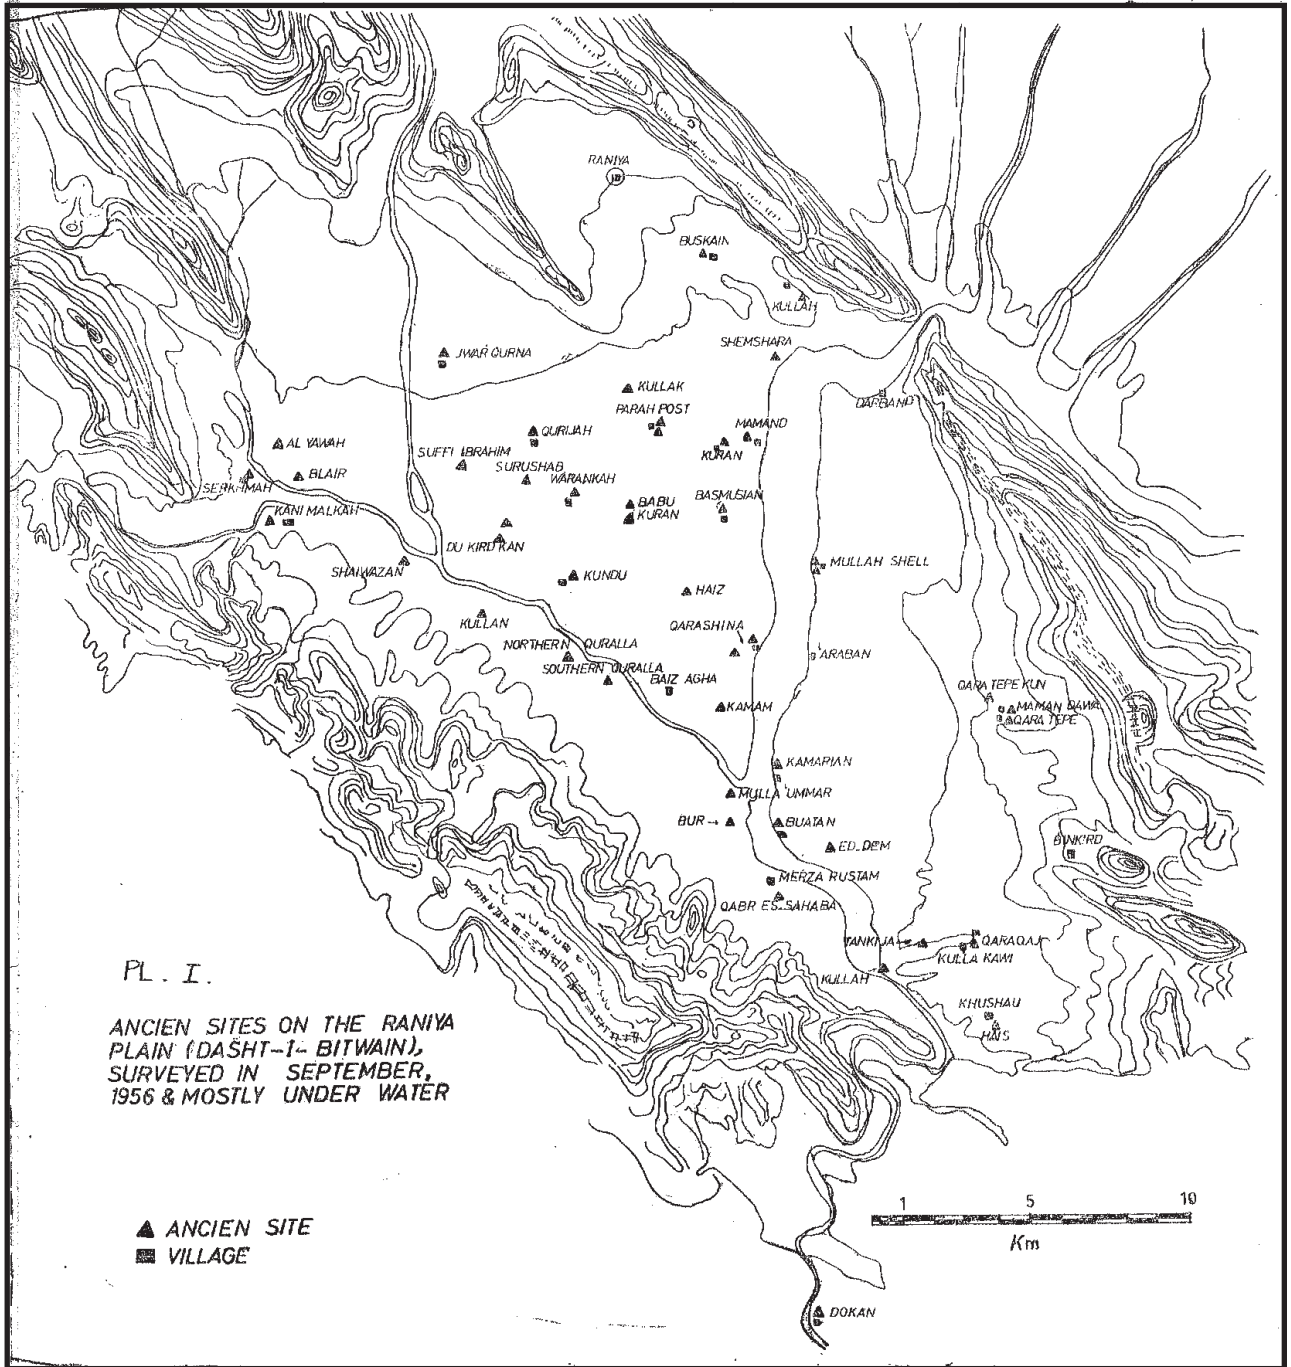 RANIYA
BUSKAIN
KULLAH
SHEMSHARA
JWAR QURNA
KULLAK
DARBAND
PARAH POST
MAMAND
QURIJAH
KURAN
AL YAWAH
SUFFI IBRAHIM
SURUSHAB
BLAIR
WARANKAH
SERKHMAH
BASMUSIAN
BABU
KURAN
KANI MALKAH
DU KIRDKAN
SHAIWAZAN
MULLAH SHELL
KUNDU
HAIZ
KULLAN
QARASHINA
NORTHERN QURALLA
'ARABAN
SOUTHERN QURALLA
BAIZ AGHA
QARA TEPE KUN
KAMAM
MAMAN DAWA
QARA TEPE
KAMARIAN
MULLA 'UMMAR
BUR→
BUATAN
ED-DEM
BINKIRD
MERZA RUSTAM
QABR ES-SAHABA
TANKIJA
QARAQAJ
KULLA KAWI
KULLAH
KHUSHAU
HAIS
PL. I.
ANCIEN SITES ON THE RANIYA
PLAIN (DAŠHT-I- BITWAIN),
SURVEYED IN SEPTEMBER,
1956 & MOSTLY UNDER WATER
ANCIEN SITE
VILLAGE
1 5 10
Km
DOKAN